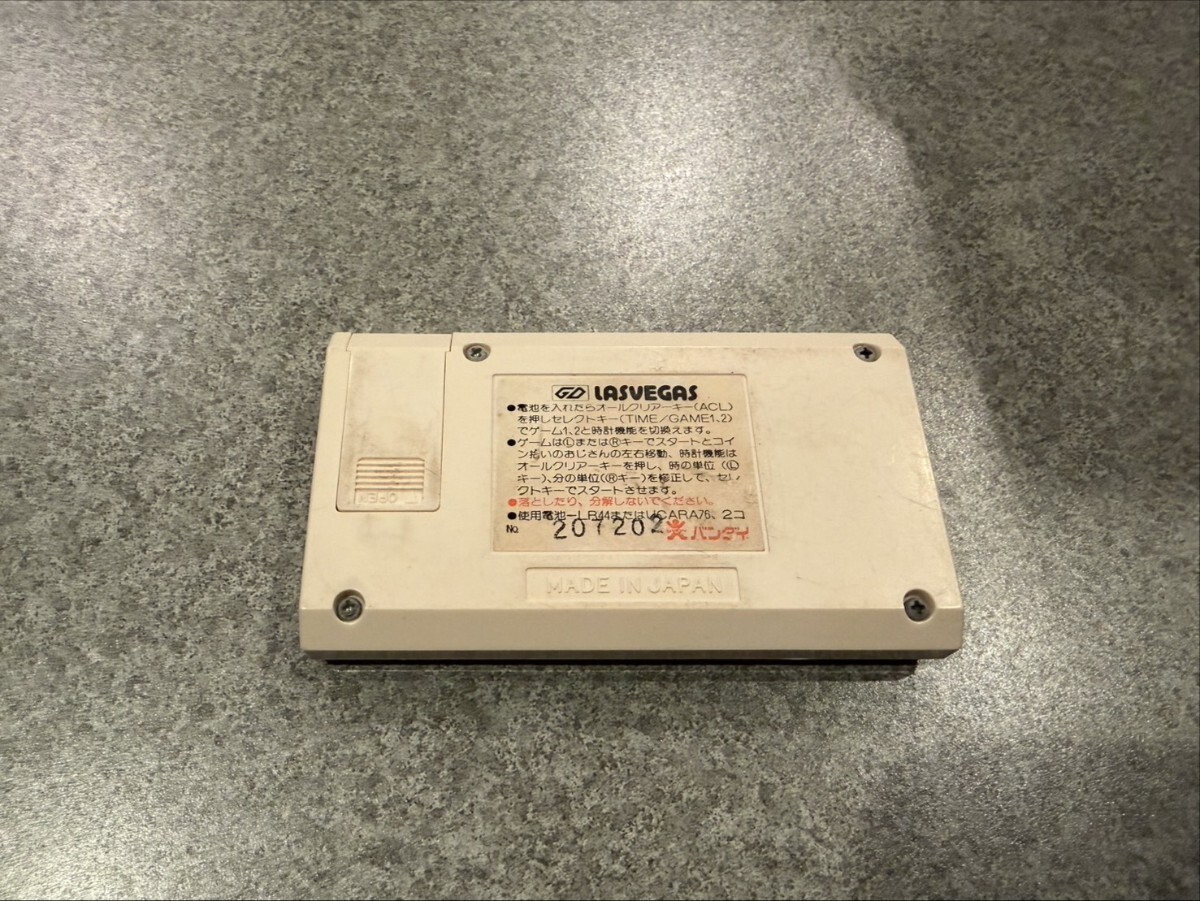 GD LASVEGAS
●電池を入れたらオールクリアーキー(ACL)
を押しセレクトキー(TIME/GAME1、2)
でゲーム1、2と時計機能を切換えます。
●ゲームはⓁまたはⓇキーでスタートとコイ
ン拾いのおじさんの左右移動、時計機能は
オールクリアーキーを押し、時の単位(Ⓛ
キー)、分の単位(Ⓡキー)を修正して、セレ
クトキーでスタートさせます。
●落としたり、分解しないでください。
●使用電池―LR44またはUCARA76、2コ
No. 207202 バンダイ
OPEN
MADE IN JAPAN